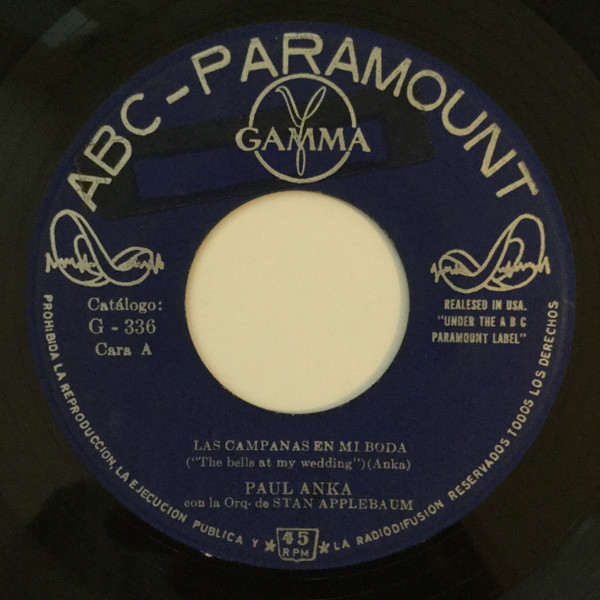 ABC-PARAMOUNT
GAMMA
Catálogo:
G - 336
Cara A
REALESED IN USA.
"UNDER THE A B C
PARAMOUNT LABEL"
LAS CAMPANAS EN MI BODA
("The bells at my wedding")(Anka)
PAUL ANKA
con la Orq. de STAN APPLEBAUM
PROHIBIDA LA REPRODUCCION, LA EJECUCION PUBLICA Y LA RADIODIFUSION RESERVADOS TODOS LOS DERECHOS
45
RPM